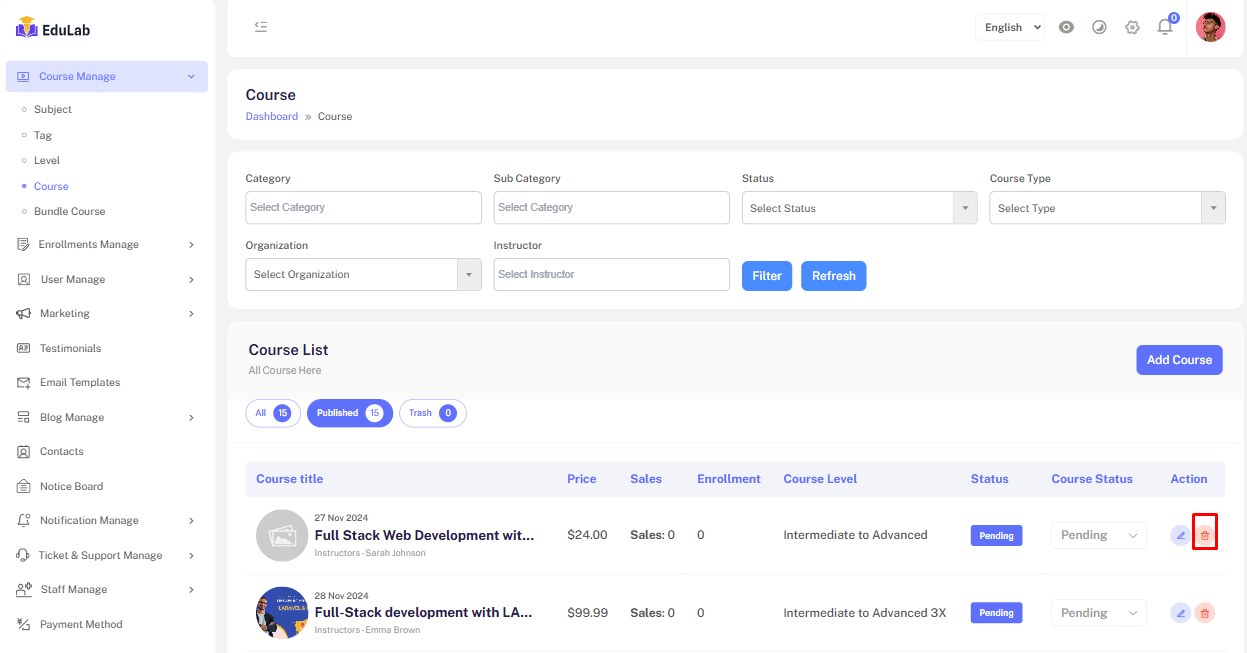 EduLab
English
0
Course Manage
Subject
Tag
Level
Course
Bundle Course
Enrollments Manage
User Manage
Marketing
Testimonials
Email Templates
Blog Manage
Contacts
Notice Board
Notification Manage
Ticket & Support Manage
Staff Manage
Payment Method
Course
Dashboard » Course
Category
Sub Category
Status
Course Type
Select Category
Select Category
Select Status
Select Type
Organization
Instructor
Select Organization
Select Instructor
Filter
Refresh
Course List
All Course Here
Add Course
All 15
Published 15
Trash 0
Course title Price Sales Enrollment Course Level Status Course Status Action
27 Nov 2024
Full Stack Web Development wit...
Instructors - Sarah Johnson
$24.00 Sales: 0 0 Intermediate to Advanced Pending Pending
28 Nov 2024
Full-Stack development with LA...
Instructors - Emma Brown
$99.99 Sales: 0 0 Intermediate to Advanced 3X Pending Pending